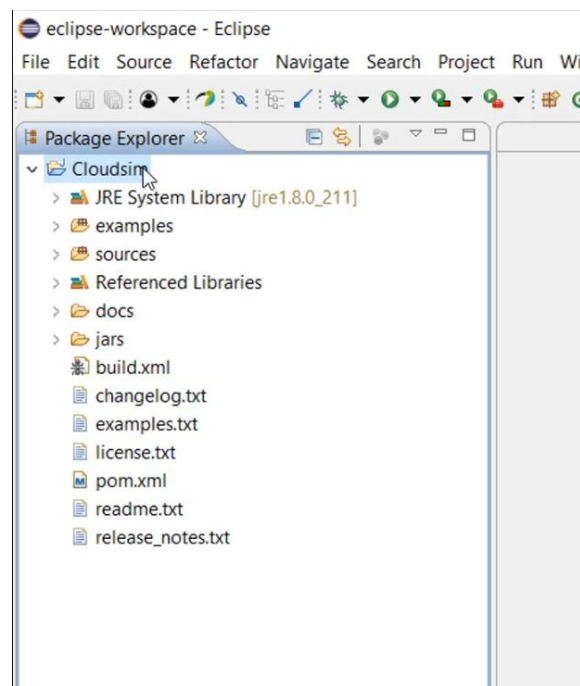 eclipse-workspace - Eclipse
File Edit Source Refactor Navigate Search Project Run Wi
Package Explorer
Cloudsim
JRE System Library [jre1.8.0_211]
examples
sources
Referenced Libraries
docs
jars
build.xml
changelog.txt
examples.txt
license.txt
pom.xml
readme.txt
release_notes.txt